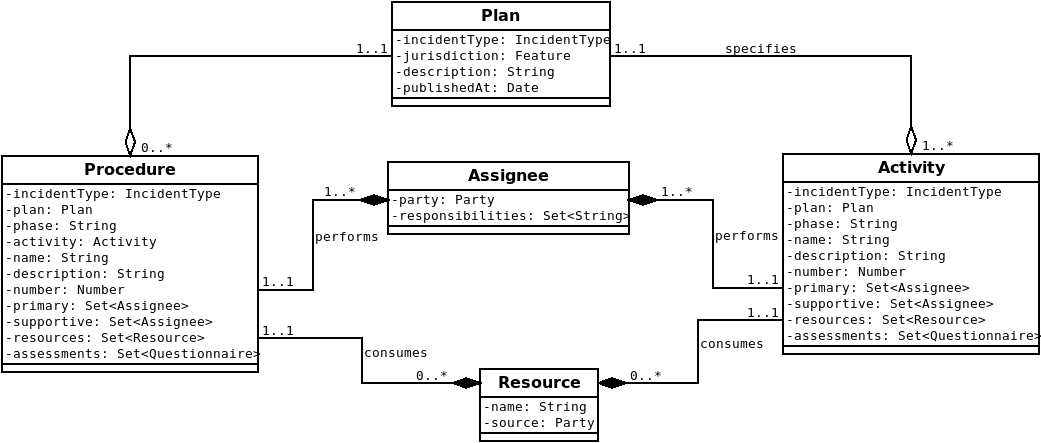 Plan
-incidentType: IncidentType
-jurisdiction: Feature
-description: String
-publishedAt: Date
1..1
1..1
specifies
0..*
1..*
Procedure
-incidentType: IncidentType
-plan: Plan
-phase: String
-activity: Activity
-name: String
-description: String
-number: Number
-primary: Set<Assignee>
-supportive: Set<Assignee>
-resources: Set<Resource>
-assessments: Set<Questionnaire>
Assignee
-party: Party
-responsibilities: Set<String>
1..*
1..*
performs
performs
1..1
1..1
Activity
-incidentType: IncidentType
-plan: Plan
-phase: String
-name: String
-description: String
-number: Number
-primary: Set<Assignee>
-supportive: Set<Assignee>
-resources: Set<Resource>
-assessments: Set<Questionnaire>
1..1
1..1
consumes
consumes
0..*
0..*
Resource
-name: String
-source: Party